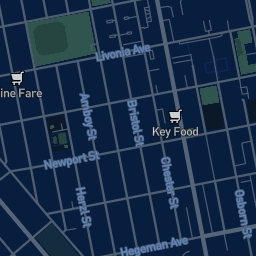 Livonia Ave
ine Fare
Amboy St
Bristol St
Key Food
Newport St
Chester St
Herzl St
Osborn St
Hegeman Ave